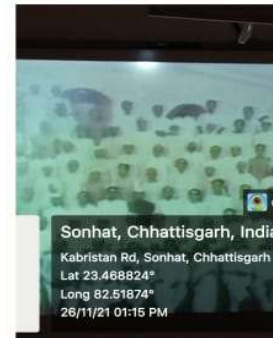 Sonhat, Chhattisgarh, India
Kabristan Rd, Sonhat, Chhattisgarh
Lat 23.468824°
Long 82.51874°
26/11/21 01:15 PM